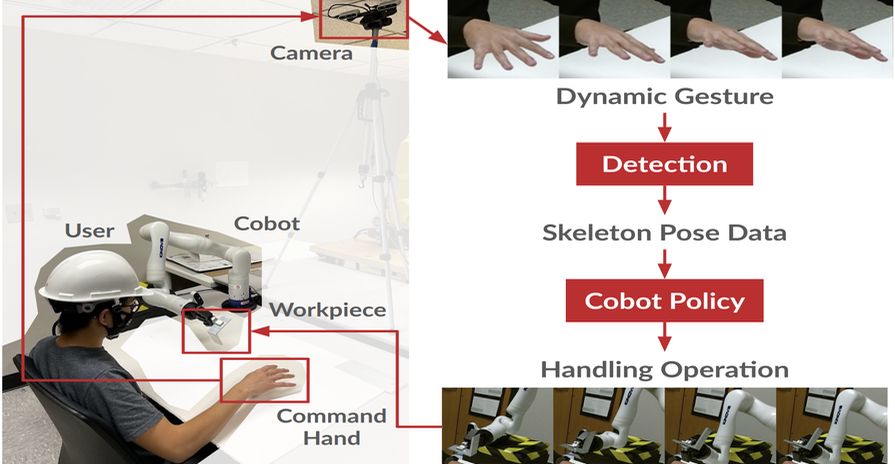 Camera
Dynamic Gesture
Detection
User
Cobot
Skeleton Pose Data
Workpiece
Cobot Policy
Handling Operation
Command
Hand